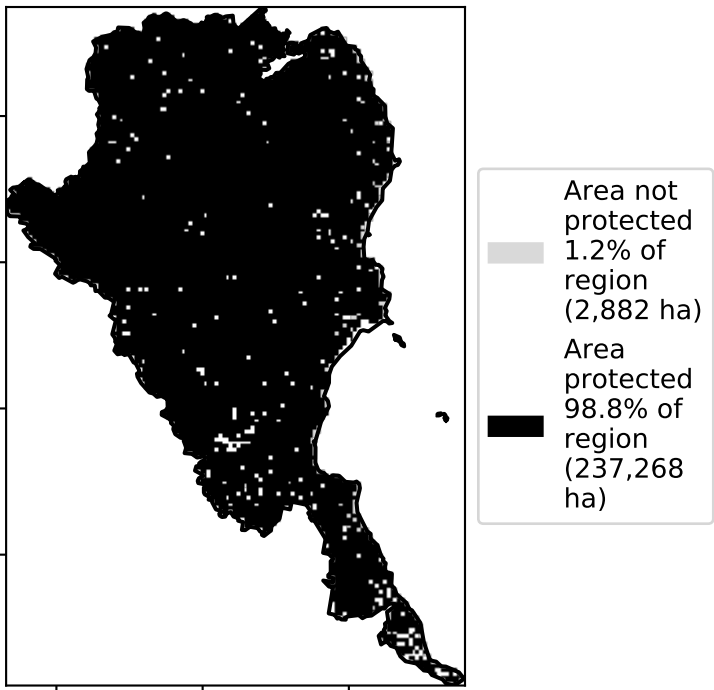 Area not
protected
1.2% of
region
(2,882 ha)
Area
protected
98.8% of
region
(237,268
ha)